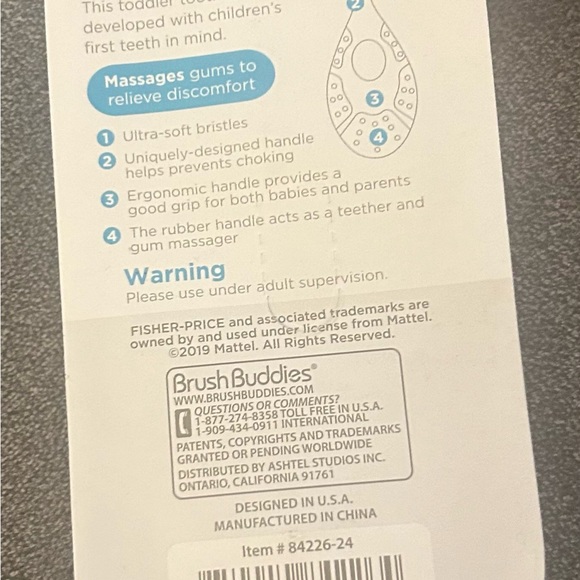 This toddler
developed with children's
first teeth in mind.
Massages gums to
relieve discomfort
1 Ultra-soft bristles
2 Uniquely-designed handle
helps prevents choking
3 Ergonomic handle provides a
good grip for both babies and parents
4 The rubber handle acts as a teether and
gum massager
2
3
4
Warning
Please use under adult supervision.
FISHER-PRICE and associated trademarks are
owned by and used under license from Mattel.
©2019 Mattel. All Rights Reserved.
BrushBuddies®
WWW.BRUSHBUDDIES.COM
QUESTIONS OR COMMENTS?
1-877-274-8358 TOLL FREE IN U.S.A.
1-909-434-0911 INTERNATIONAL
PATENTS, COPYRIGHTS AND TRADEMARKS
GRANTED OR PENDING WORLDWIDE
DISTRIBUTED BY ASHTEL STUDIOS INC.
ONTARIO, CALIFORNIA 91761
DESIGNED IN U.S.A.
MANUFACTURED IN CHINA
Item # 84226-24